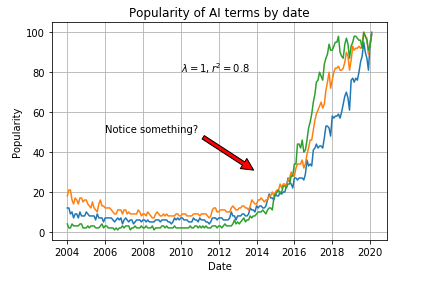 Popularity of AI terms by date
100
80
60
40
20
0
Popularity
λ = 1, r² = 0.8
Notice something?
2004 2006 2008 2010 2012 2014 2016 2018 2020
Date